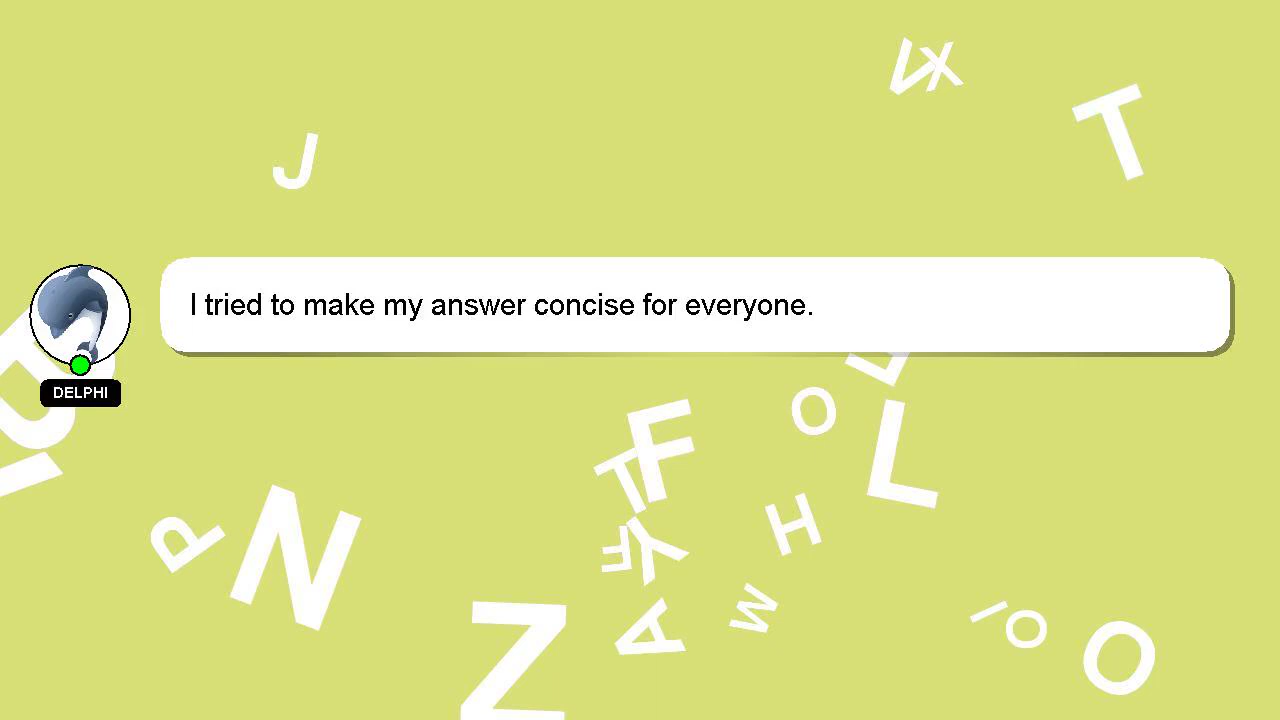 V
X
T
J
I tried to make my answer concise for everyone.
DELPHI
L
O
F
L
T
P
N
H
Y
F
Z
A
M
I
O
O